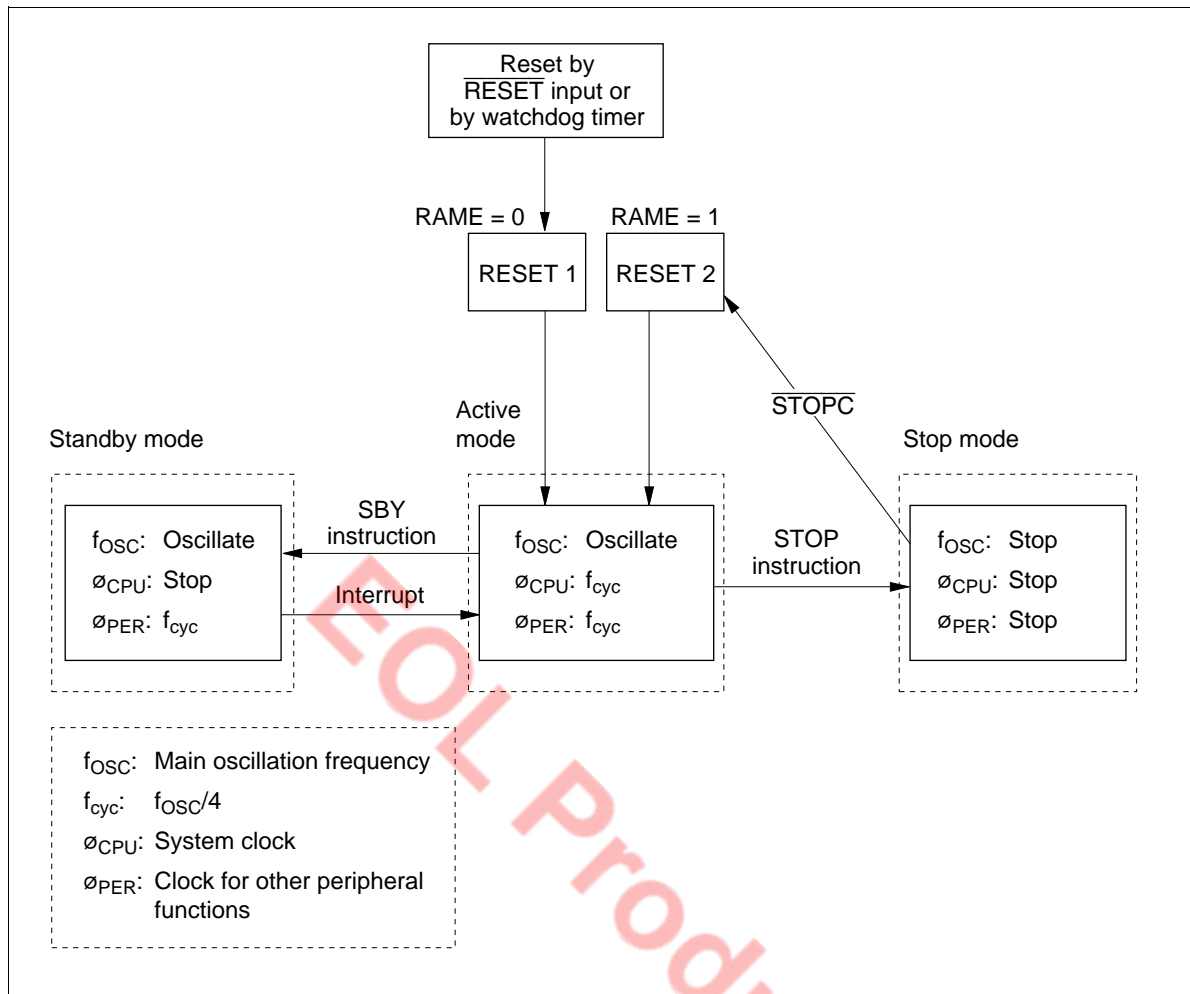 Reset by
RESET input or
by watchdog timer
RAME = 0
RAME = 1
RESET 1
RESET 2
STOPC
Active
mode
Standby mode
Stop mode
fOSC: Oscillate
øCPU: Stop
øPER: fcyc
SBY
instruction
Interrupt
fOSC: Oscillate
øCPU: fcyc
øPER: fcyc
STOP
instruction
fOSC: Stop
øCPU: Stop
øPER: Stop
fOSC: Main oscillation frequency
fcyc: fOSC/4
øCPU: System clock
øPER: Clock for other peripheral
functions
EOL Prod